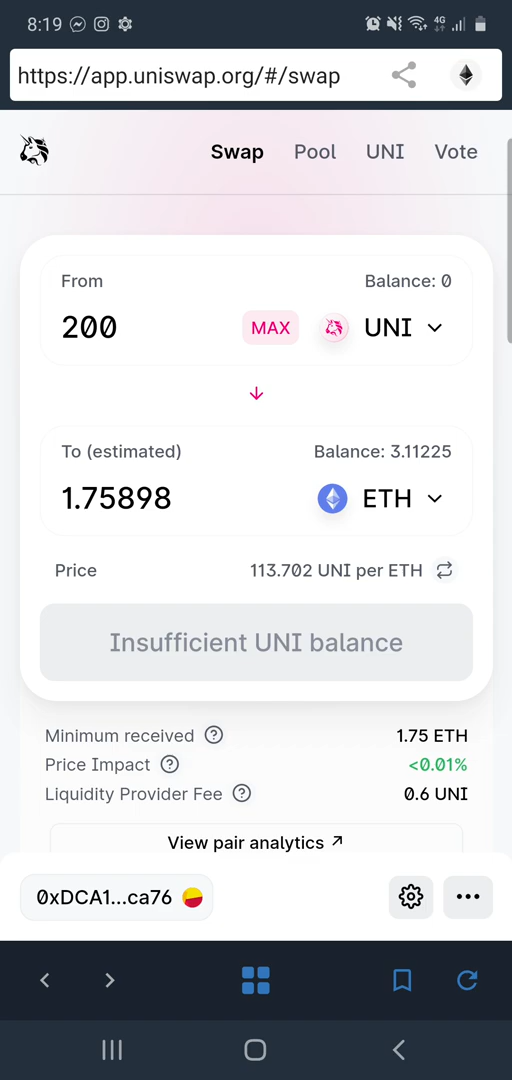 8:19 4G
https://app.uniswap.org/#/swap
Swap Pool UNI Vote
From Balance: 0
200 MAX UNI
To (estimated) Balance: 3.11225
1.75898 ETH
Price 113.702 UNI per ETH
Insufficient UNI balance
Minimum received ? 1.75 ETH
Price Impact ? <0.01%
Liquidity Provider Fee ? 0.6 UNI
View pair analytics ↗
0xDCA1...ca76